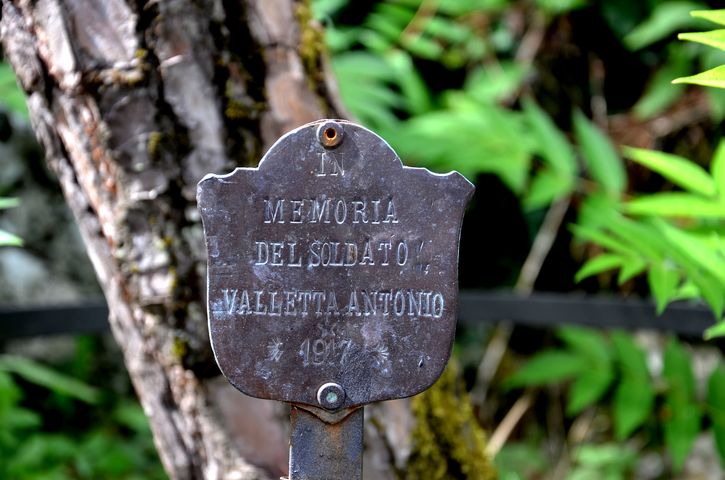 IN
MEMORIA
DEL SOLDATO
VALLETTA ANTONIO
1917